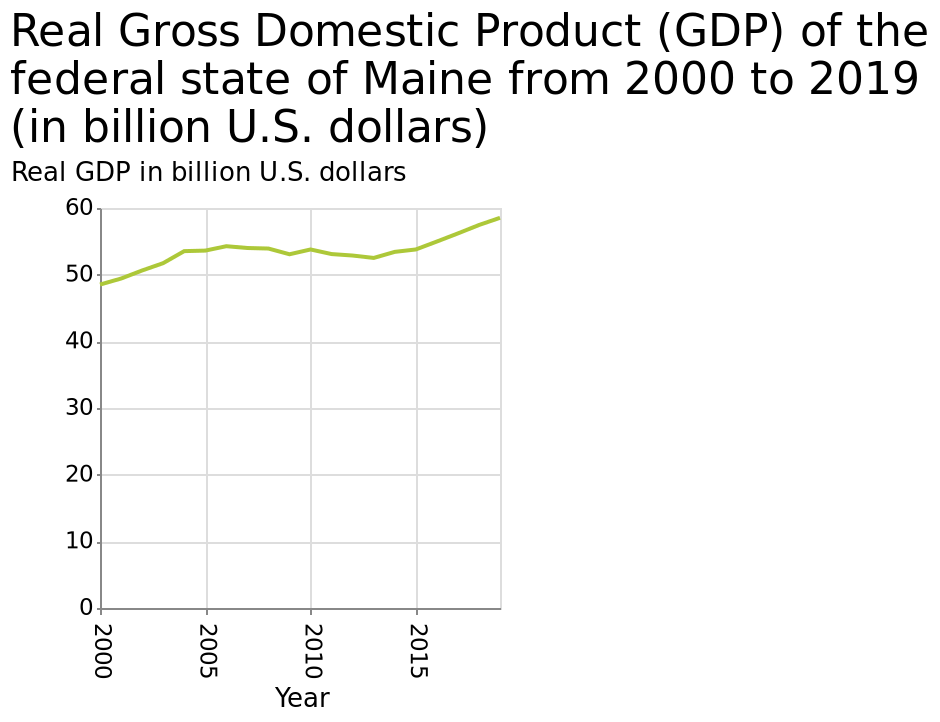 Real Gross Domestic Product (GDP) of the
federal state of Maine from 2000 to 2019
(in billion U.S. dollars)
Real GDP in billion U.S. dollars
60
50
40
30
20
10
0
2000
2005
2010
2015
Year